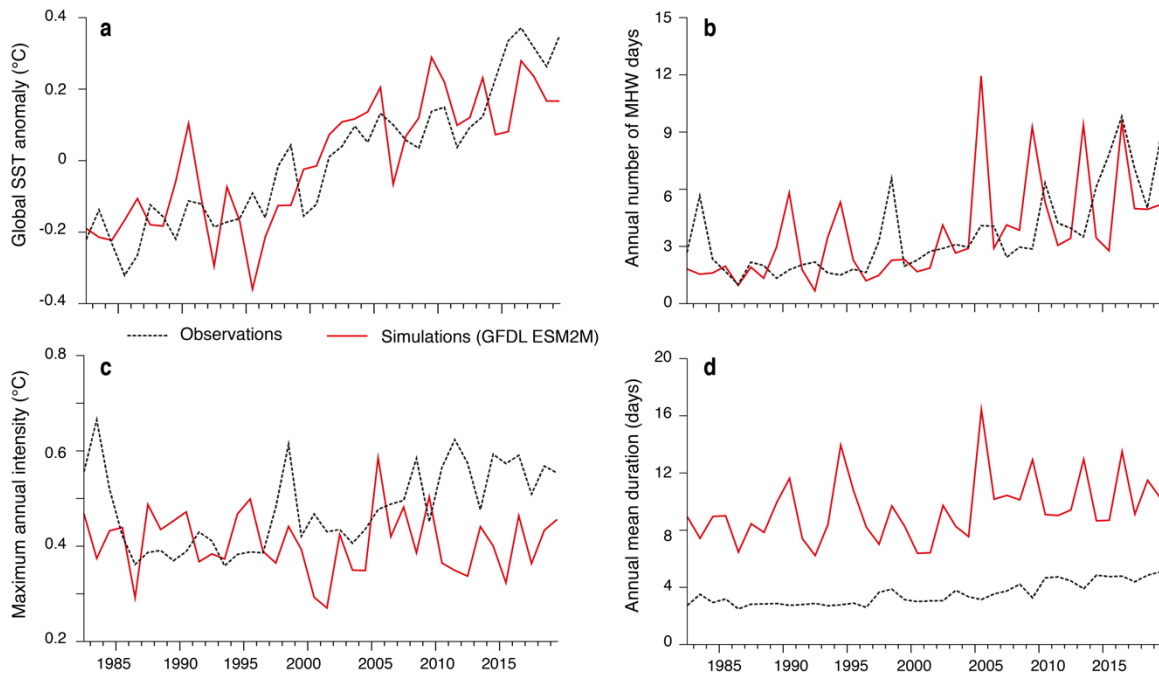 a
Global SST anomaly (°C)
0.4
0.2
0
-0.2
-0.4
b
Annual number of MHW days
15
12
9
6
3
0
Observations
Simulations (GFDL ESM2M)
c
Maximum annual intensity (°C)
0.8
0.6
0.4
0.2
1985 1990 1995 2000 2005 2010 2015
d
Annual mean duration (days)
20
16
12
8
4
0
1985 1990 1995 2000 2005 2010 2015